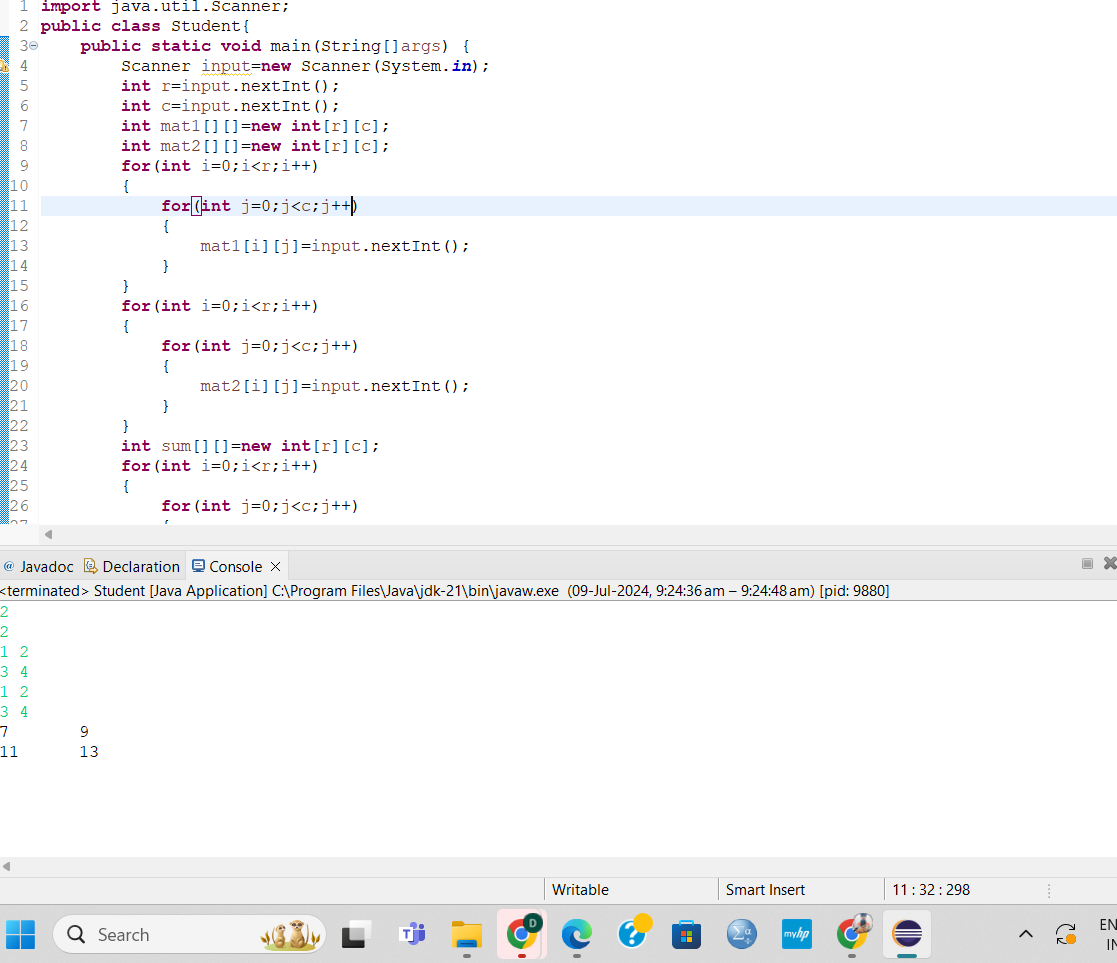 1 import java.util.Scanner;
2 public class Student{
3 public static void main(String[]args) {
4 Scanner input=new Scanner(System.in);
5 int r=input.nextInt();
6 int c=input.nextInt();
7 int mat1[][]=new int[r][c];
8 int mat2[][]=new int[r][c];
9 for(int i=0;i<r;i++)
10 {
11 for(int j=0;j<c;j++)
12 {
13 mat1[i][j]=input.nextInt();
14 }
15 }
16 for(int i=0;i<r;i++)
17 {
18 for(int j=0;j<c;j++)
19 {
20 mat2[i][j]=input.nextInt();
21 }
22 }
23 int sum[][]=new int[r][c];
24 for(int i=0;i<r;i++)
25 {
26 for(int j=0;j<c;j++)
@ Javadoc Declaration Console
<terminated> Student [Java Application] C:\Program Files\Java\jdk-21\bin\javaw.exe (09-Jul-2024, 9:24:36 am – 9:24:48 am) [pid: 9880]
2
2
1 2
3 4
1 2
3 4
7 9
11 13
Writable Smart Insert 11 : 32 : 298
Search myhp D EN
IN